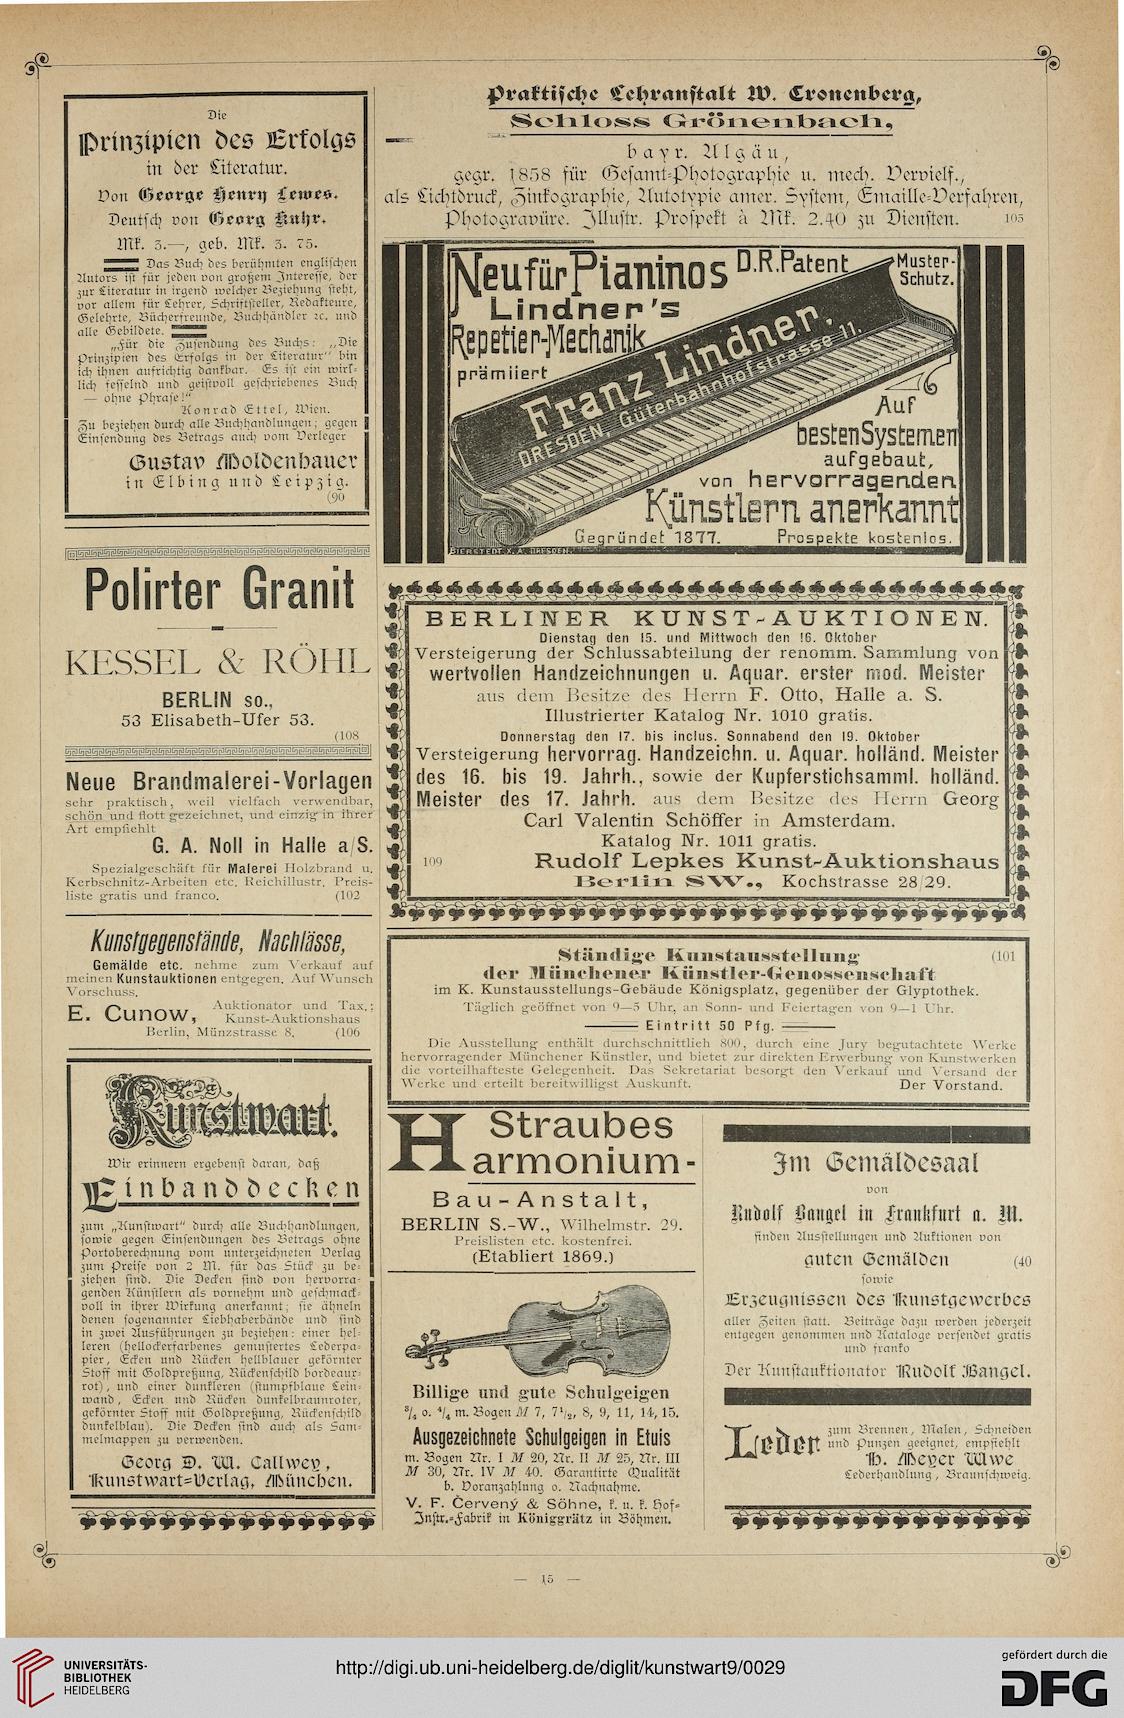 Die
Prinzipien des Erfolgs
in der Literatur.
Von George Henry Lewes.
Deutsch von Georg Kuhr.
Mk. 3.—, geb. Mk. 3. 75.
Das Buch des berühmten englischen
Autors ist für jeden von großem Interesse, der
zur Literatur in irgend welcher Beziehung steht,
vor allem für Lehrer, Schriftsteller, Redakteure,
Gelehrte, Bücherfreunde, Buchhändler ꝛc. und
alle Gebildete.
„Für die Zusendung des Buchs: „Die
Prinzipien des Erfolgs in der Literatur" bin
ich ihnen aufrichtig dankbar. Es ist ein wirk-
lich fesselnd und geistvoll geschriebenes Buch
— ohne Phrase!"
Konrad Ettel, Wien.
Zu beziehen durch alle Buchhandlungen; gegen
Einsendung des Betrags auch vom Verleger
Gustav Moldenhauer
in Elbing und Leipzig.
(90
Polirter Granit
KESSEL & RÖHL
BERLIN so.,
53 Elisabeth-Ufer 53.
(108
Neue Brandmalerei-Vorlagen
sehr praktisch, weil vielfach verwendbar,
schön und flott gezeichnet, und einzig in ihrer
Art empfiehlt
G. A. Noll in Halle a/S.
Spezialgeschäft für Malerei Holzbrand u.
Kerbschnitz-Arbeiten etc. Reichillustr. Preis-
liste gratis und franco. (102
Kunstgegenstände, Nachlässe,
Gemälde etc. nehme zum Verkauf auf
meinen Kunstauktionen entgegen. Auf Wunsch
Vorschuss.
E. Cunow, Auktionator und Tax.;
Kunst-Auktionshaus
Berlin, Münzstrasse 8. (106
Kunstwart.
Wir erinnern ergebenst daran, daß
Einbanddecken
zum „Kunstwart" durch alle Buchhandlungen,
sowie gegen Einsendungen des Betrags ohne
Portoberechnung vom unterzeichneten Verlag
zum Preise von 2 M. für das Stück zu be-
ziehen sind. Die Decken sind von hervorra-
genden Künstlern als vornehm und geschmack-
voll in ihrer Wirkung anerkannt; sie ähneln
denen sogenannter Liebhaberbände und sind
in zwei Ausführungen zu beziehen: einer hel-
leren (hellockerfarbenes gemustertes Lederpa-
pier, Ecken und Rücken hellblauer gekörnter
Stoff mit Goldpreßung, Rückenschild bordeaux-
rot), und einer dunkleren (stumpfblaue Lein-
wand, Ecken und Rücken dunkelbraunroter,
gekörnter Stoff mit Goldpreßung, Rückenschild
dunkelblau). Die Decken sind auch als Sam-
melmappen zu verwenden.
Georg D. W. Callwey,
Kunstwart-Verlag, München.
Praktische Lehranstalt W. Cronenberg,
Schloss Grönenbach,
bayr. Algäu,
gegr. 1858 für Gesamt-Photographie u. mech. Vervielf.,
als Lichtdruck, Zinkographie, Autotypie amer. System, Emaille-Verfahren,
Photogravüre. Illustr. Prospekt à Mk. 2.40 zu Diensten. 105
Neu für Pianinos D.R.Patent Muster-
Schutz.
Lindner's
Repetier-Mechanik
prämiiert
Franz Lindner.
DRESDEN, Güterbahnhofstrasse 11.
Auf
besten Systemen
aufgebaut,
von hervorragenden
Künstlern anerkannt
Gegründet 1877. Prospekte kostenlos.
BIERSTEDT X. A. DRESDEN.
BERLINER KUNST-AUKTIONEN.
Dienstag den 15. und Mittwoch den 16. Oktober
Versteigerung der Schlussabteilung der renomm. Sammlung von
wertvollen Handzeichnungen u. Aquar. erster mod. Meister
aus dem Besitze des Herrn F. Otto, Halle a. S.
Illustrierter Katalog Nr. 1010 gratis.
Donnerstag den 17. bis inclus. Sonnabend den 19. Oktober
Versteigerung hervorrag. Handzeichn. u. Aquar. holländ. Meister
des 16. bis 19. Jahrh., sowie der Kupferstichsamml. holländ.
Meister des 17. Jahrh. aus dem Besitze des Herrn Georg
Carl Valentin Schöffer in Amsterdam.
Katalog Nr. 1011 gratis.
109 Rudolf Lepkes Kunst-Auktionshaus
Berlin SW., Kochstrasse 28/29.
Ständige Kunstausstellung (101
der Münchener Künstler-Genossenschaft
im K. Kunstausstellungs-Gebäude Königsplatz, gegenüber der Glyptothek.
Täglich geöffnet von 9—5 Uhr, an Sonn- und Feiertagen von 9—1 Uhr.
Eintritt 50 Pfg.
Die Ausstellung enthält durchschnittlich 800, durch eine Jury begutachtete Werke
hervorragender Münchener Künstler, und bietet zur direkten Erwerbung von Kunstwerken
die vorteilhafteste Gelegenheit. Das Sekretariat besorgt den Verkauf und Versand der
Werke und erteilt bereitwilligst Auskunft. Der Vorstand.
Straubes
Harmonium-
Bau-Anstalt,
BERLIN S.-W., Wilhelmstr. 29.
Preislisten etc. kostenfrei.
(Etabliert 1869.)
Billige und gute Schulgeigen
3/4 o. 4/4 m. Bogen M 7, 7½, 8, 9, 11, 14, 15.
Ausgezeichnete Schulgeigen in Etuis
m. Bogen Nr. I M 20, Nr. II M 25, Nr. III
M 30, Nr. IV M 40. Garantirte Qualität
b. Voranzahlung o. Nachnahme.
V. F. Červený & Söhne, k. u. k. Hof-
Instr.-Fabrik in Königgrätz in Böhmen.
Im Gemäldesaal
von
Rudolf Bangel in Frankfurt a. M.
finden Ausstellungen und Auktionen von
guten Gemälden (40
sowie
Erzeugnissen des Kunstgewerbes
aller Zeiten statt. Beiträge dazu werden jederzeit
entgegen genommen und Kataloge versendet gratis
und franko
Der Kunstauktionator Rudolf Bangel.
Leder zum Brennen, Malen, Schneiden
und Punzen geeignet, empfiehlt
H. Meyer Wwe
Lederhandlung, Braunschweig.
— 15 —
UNIVERSITÄTS-
BIBLIOTHEK
HEIDELBERG
http://digi.ub.uni-heidelberg.de/diglit/kunstwart9/0029
gefördert durch die
DFG